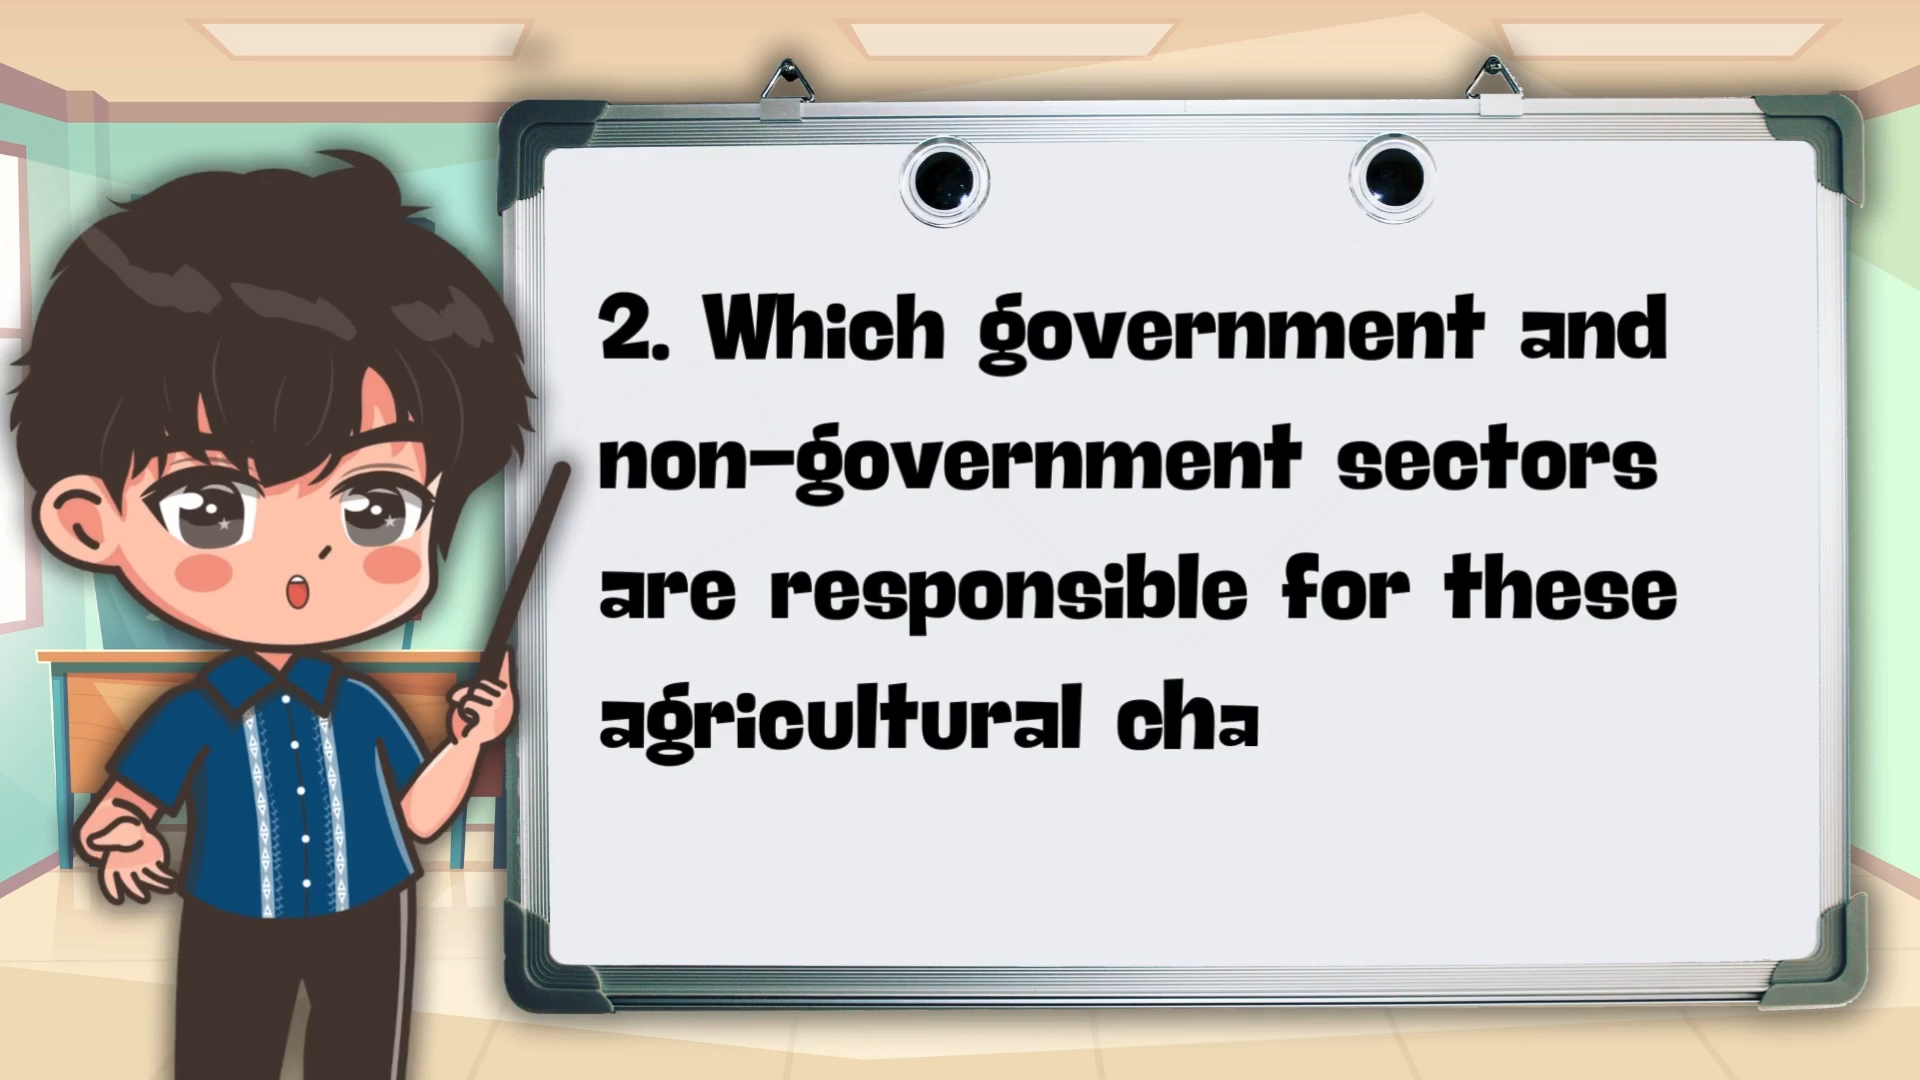 2. Which government and
non-government sectors
are responsible for these
agricultural cha